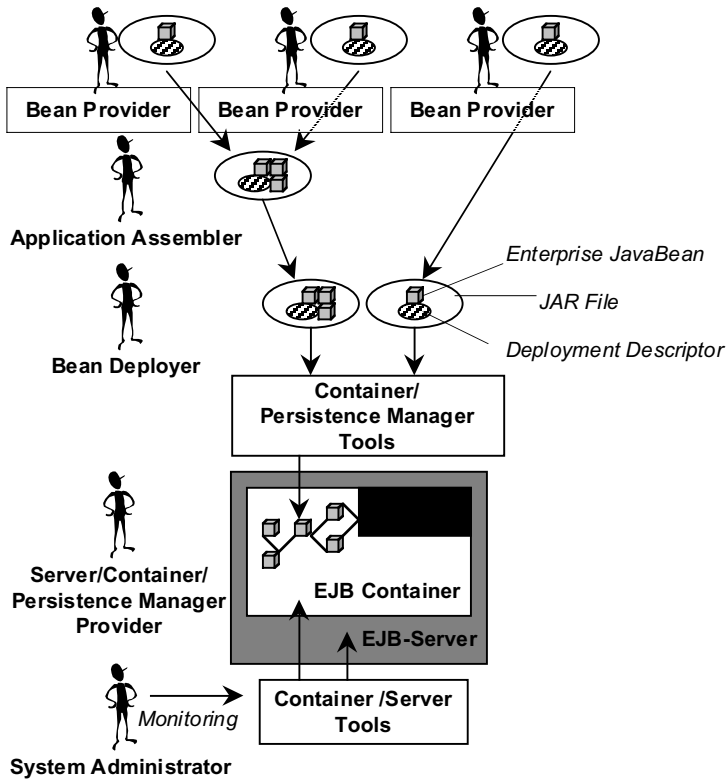 Bean Provider
Bean Provider
Bean Provider
Application Assembler
Enterprise JavaBean
JAR File
Deployment Descriptor
Bean Deployer
Container/
Persistence Manager
Tools
Server/Container/
Persistence Manager
Provider
EJB Container
EJB-Server
Monitoring
Container /Server
Tools
System Administrator